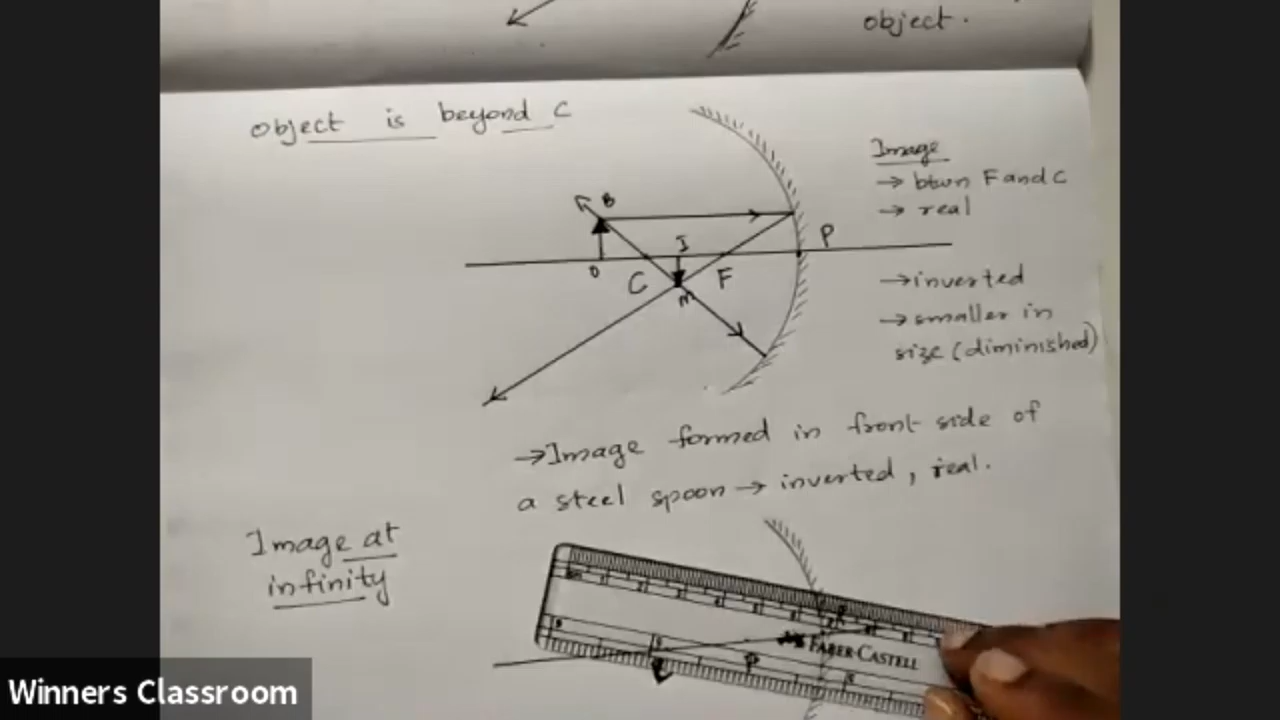 object.
object is beyond C
Image
→ btwn F and C
→ real
B
P
I
O
C
F
M
→ inverted
→ smaller in
size (diminished)
→ Image formed in front side of
a steel spoon → inverted, real.
Image at
infinity
FABER-CASTELL
Winners Classroom